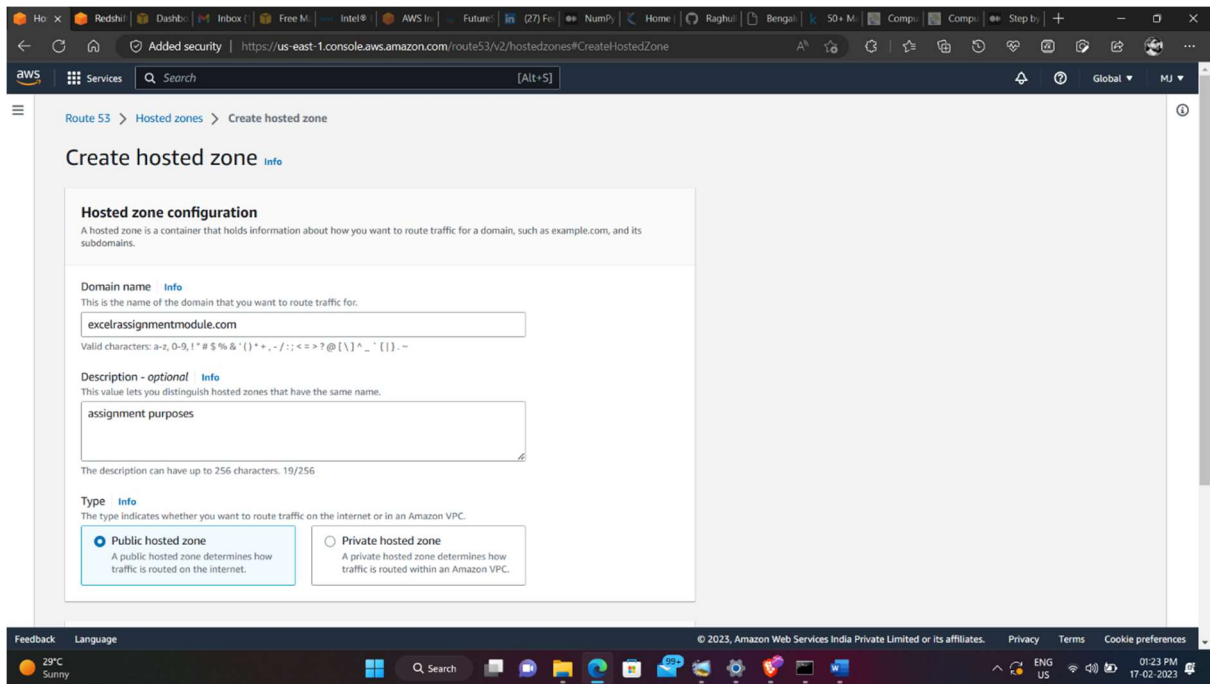 Ho
Redshif
Dashbo
Inbox (
Free M
Intel®
AWS In
Future
(27) Fe
NumPy
Home
Raghul
Bengal
50+ M
Compu
Compu
Step by
Added security
https://us-east-1.console.aws.amazon.com/route53/v2/hostedzones#CreateHostedZone
aws
Services
Search
[Alt+S]
Global
MJ
Route 53 > Hosted zones > Create hosted zone
Create hosted zone Info
Hosted zone configuration
A hosted zone is a container that holds information about how you want to route traffic for a domain, such as example.com, and its
subdomains.
Domain name Info
This is the name of the domain that you want to route traffic for.
excelrassignmentmodule.com
Valid characters: a-z, 0-9, ! " # $ % & ' ( ) * + , - / : ; < = > ? @ [ \ ] ^ _ ` { | } . ~
Description - optional Info
This value lets you distinguish hosted zones that have the same name.
assignment purposes
The description can have up to 256 characters. 19/256
Type Info
The type indicates whether you want to route traffic on the internet or in an Amazon VPC.
Public hosted zone
A public hosted zone determines how
traffic is routed on the internet.
Private hosted zone
A private hosted zone determines how
traffic is routed within an Amazon VPC.
Feedback
Language
© 2023, Amazon Web Services India Private Limited or its affiliates.
Privacy
Terms
Cookie preferences
29°C
Sunny
Search
99+
ENG
US
01:23 PM
17-02-2023